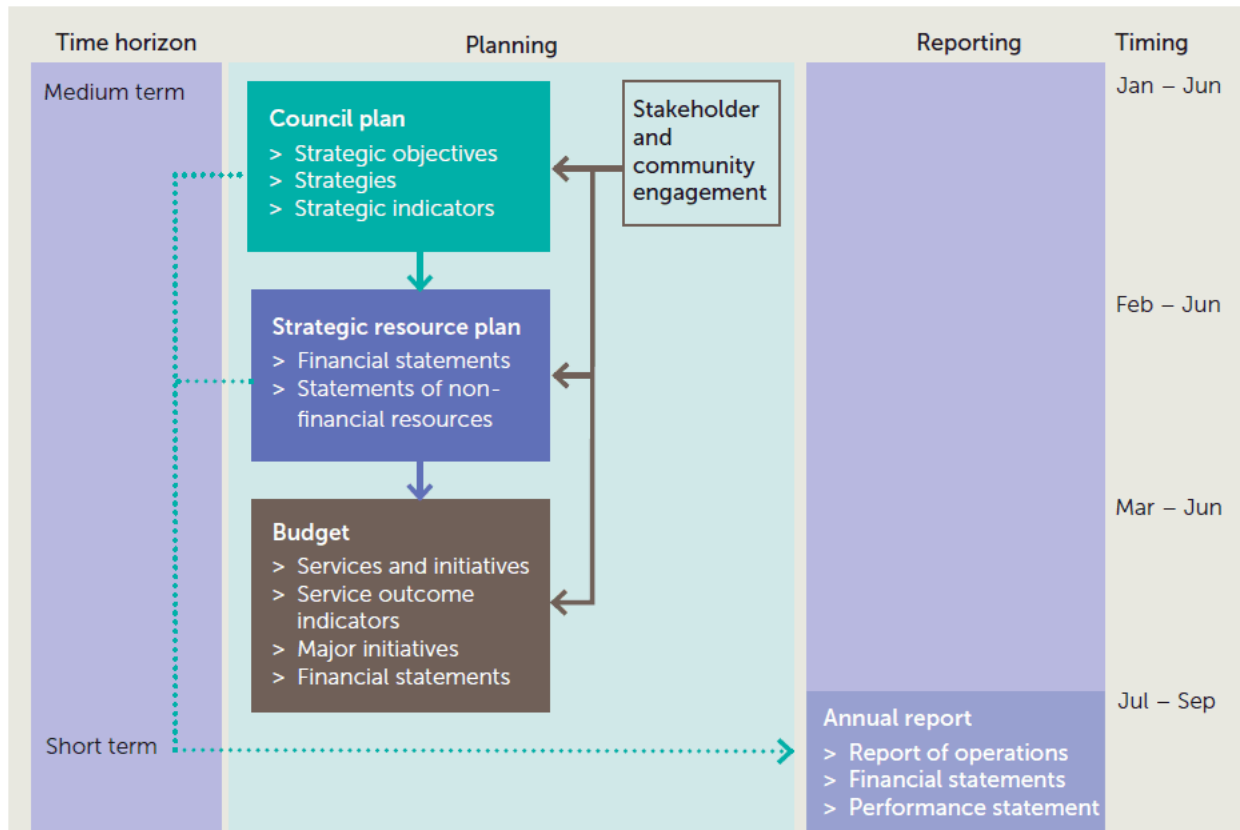 Time horizon
Planning
Reporting
Timing
Medium term
Jan – Jun
Council plan
> Strategic objectives
> Strategies
> Strategic indicators
Stakeholder
and
community
engagement
Feb – Jun
Strategic resource plan
> Financial statements
> Statements of non-
financial resources
Mar – Jun
Budget
> Services and initiatives
> Service outcome
indicators
> Major initiatives
> Financial statements
Short term
Jul – Sep
Annual report
> Report of operations
> Financial statements
> Performance statement